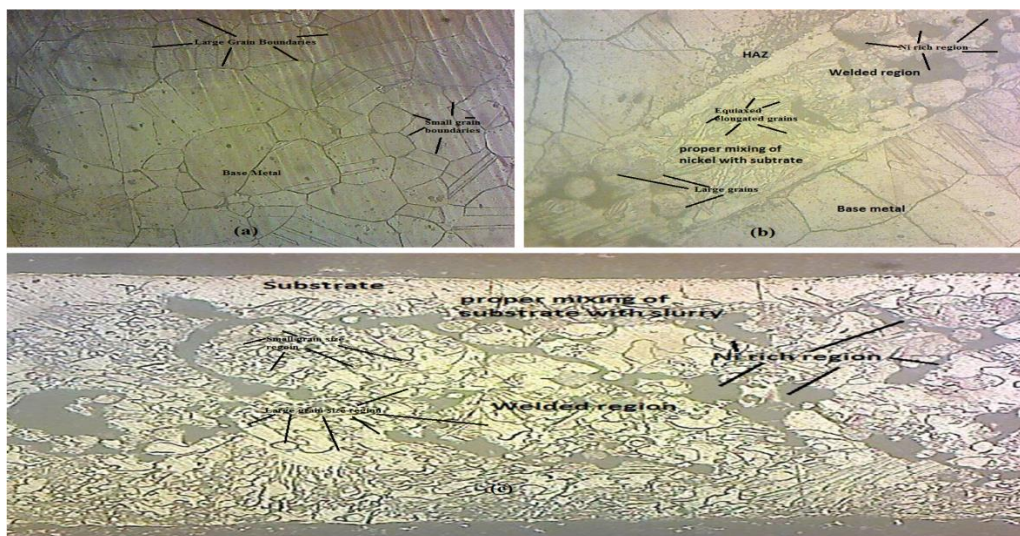 Large Grain Boundaries
Small grain
boundaries
Base Metal
(a)
HAZ
Ni rich region
Welded region
Equiaxed
elongated grains
proper mixing of
nickel with subtrate
Large grains
Base metal
(b)
Substrate
proper mixing of
substrate with slurry
Small grain size
regoin
Ni rich region
Large grain size region
Welded region
(c)